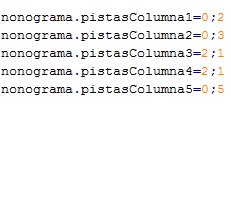 nonograma.pistasColumna1=0;2
nonograma.pistasColumna2=0;3
nonograma.pistasColumna3=2;1
nonograma.pistasColumna4=2;1
nonograma.pistasColumna5=0;5